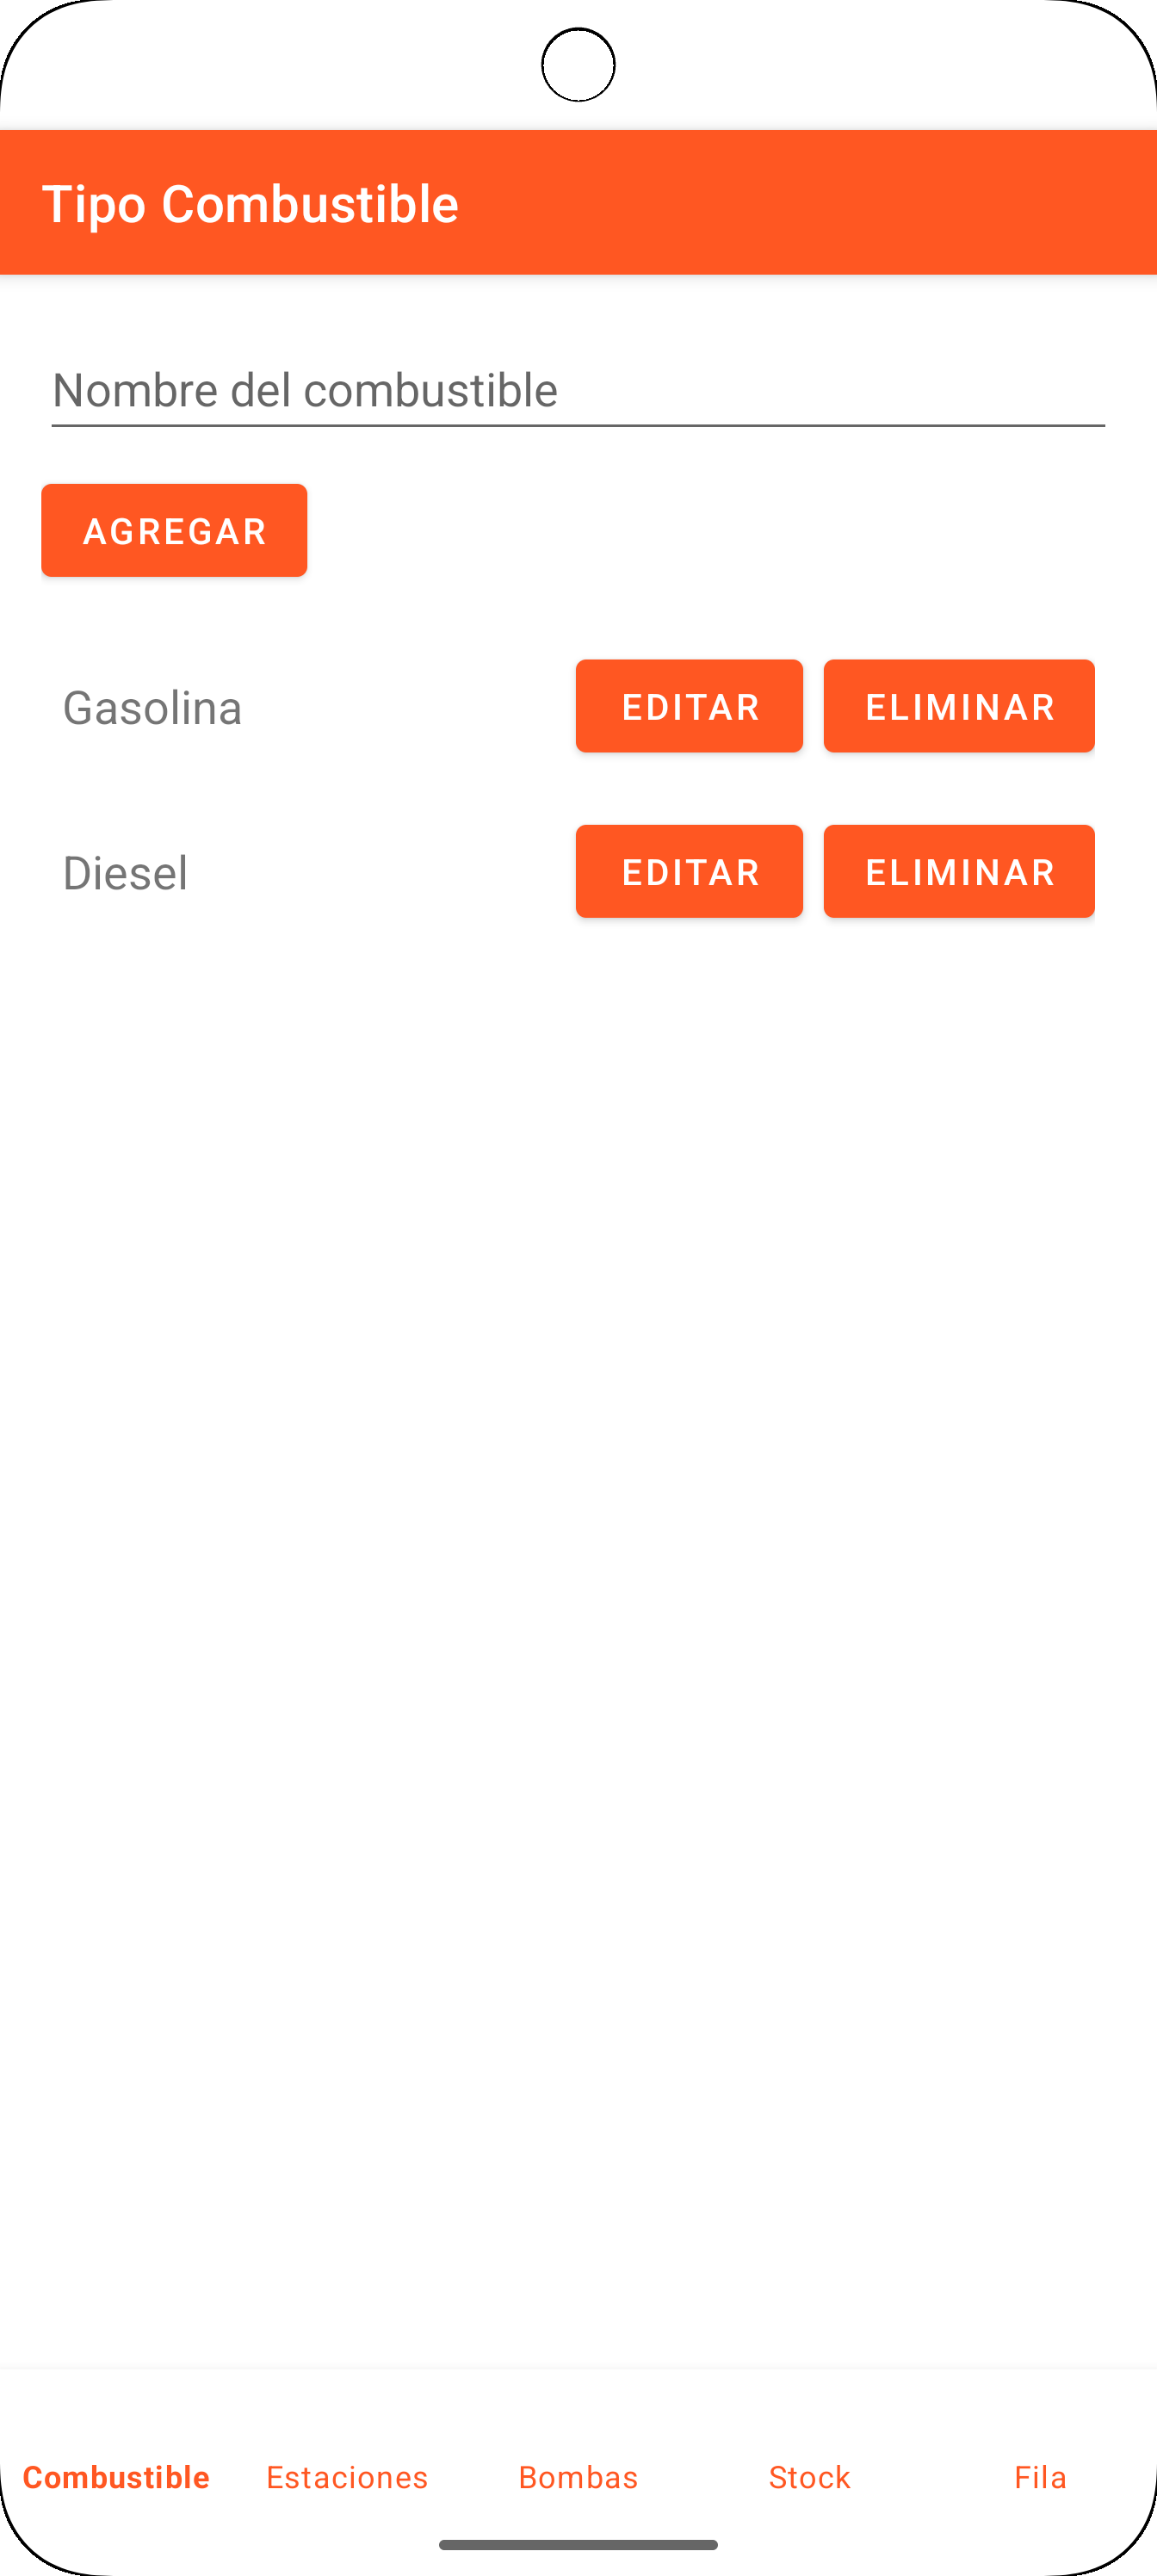 Tipo Combustible
Nombre del combustible
AGREGAR
Gasolina EDITAR ELIMINAR
Diesel EDITAR ELIMINAR
Combustible Estaciones Bombas Stock Fila